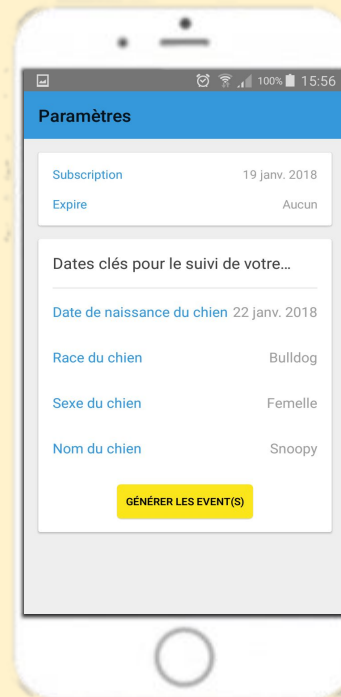 100% 15:56
Paramètres
Subscription 19 janv. 2018
Expire Aucun
Dates clés pour le suivi de votre...
Date de naissance du chien 22 janv. 2018
Race du chien Bulldog
Sexe du chien Femelle
Nom du chien Snoopy
GÉNÉRER LES EVENT(S)